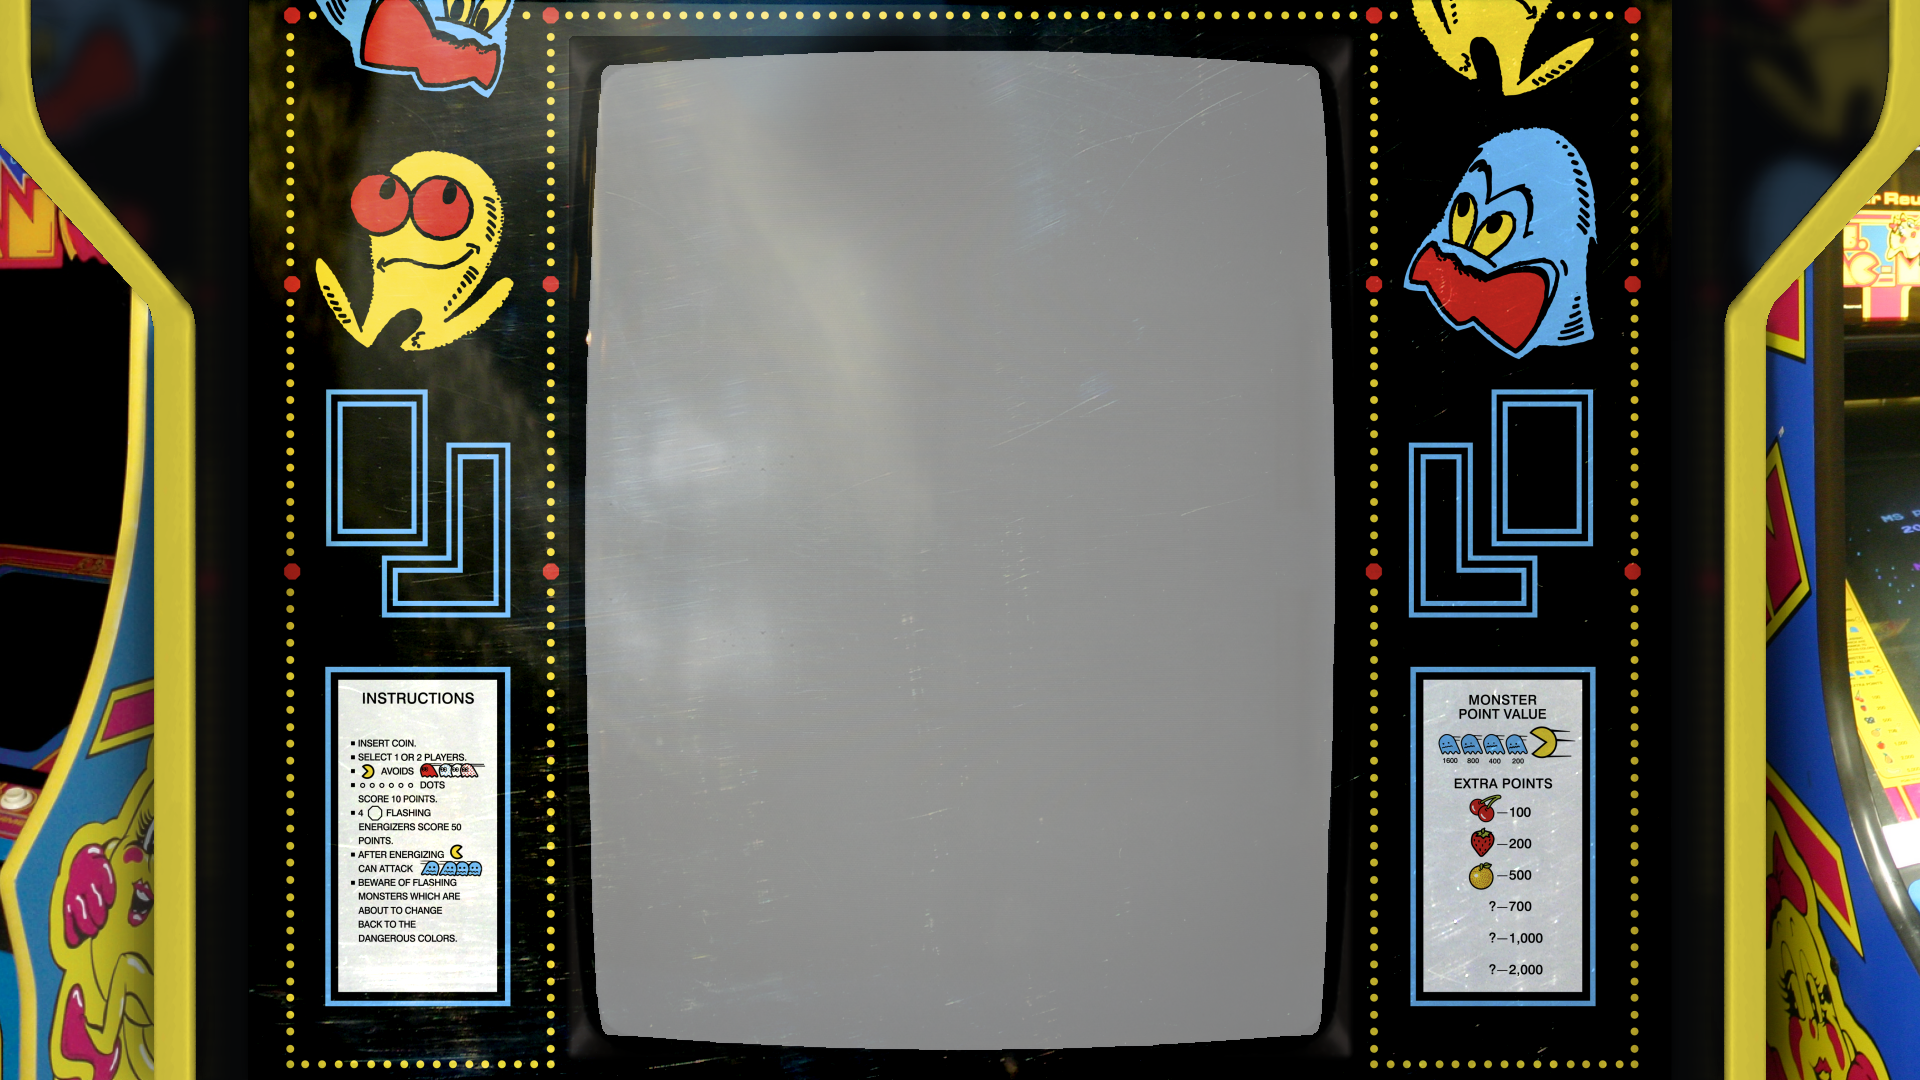 INSTRUCTIONS
INSERT COIN.
SELECT 1 OR 2 PLAYERS.
AVOIDS
DOTS
SCORE 10 POINTS.
4 FLASHING
ENERGIZERS SCORE 50
POINTS.
AFTER ENERGIZING
CAN ATTACK
BEWARE OF FLASHING
MONSTERS WHICH ARE
ABOUT TO CHANGE
BACK TO THE
DANGEROUS COLORS.
MONSTER
POINT VALUE
1600 800 400 200
EXTRA POINTS
—100
—200
—500
?—700
?—1,000
?—2,000